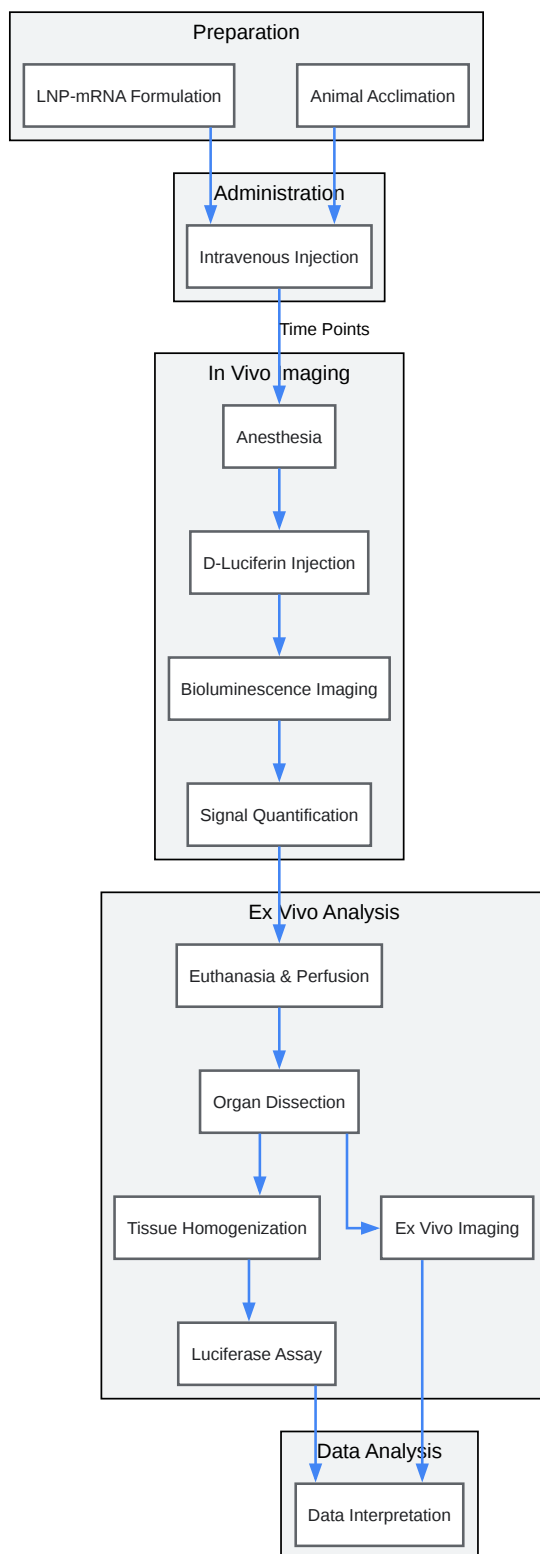 Preparation
LNP-mRNA Formulation
Animal Acclimation
Administration
Intravenous Injection
Time Points
In Vivo Imaging
Anesthesia
D-Luciferin Injection
Bioluminescence Imaging
Signal Quantification
Ex Vivo Analysis
Euthanasia & Perfusion
Organ Dissection
Tissue Homogenization
Ex Vivo Imaging
Luciferase Assay
Data Analysis
Data Interpretation